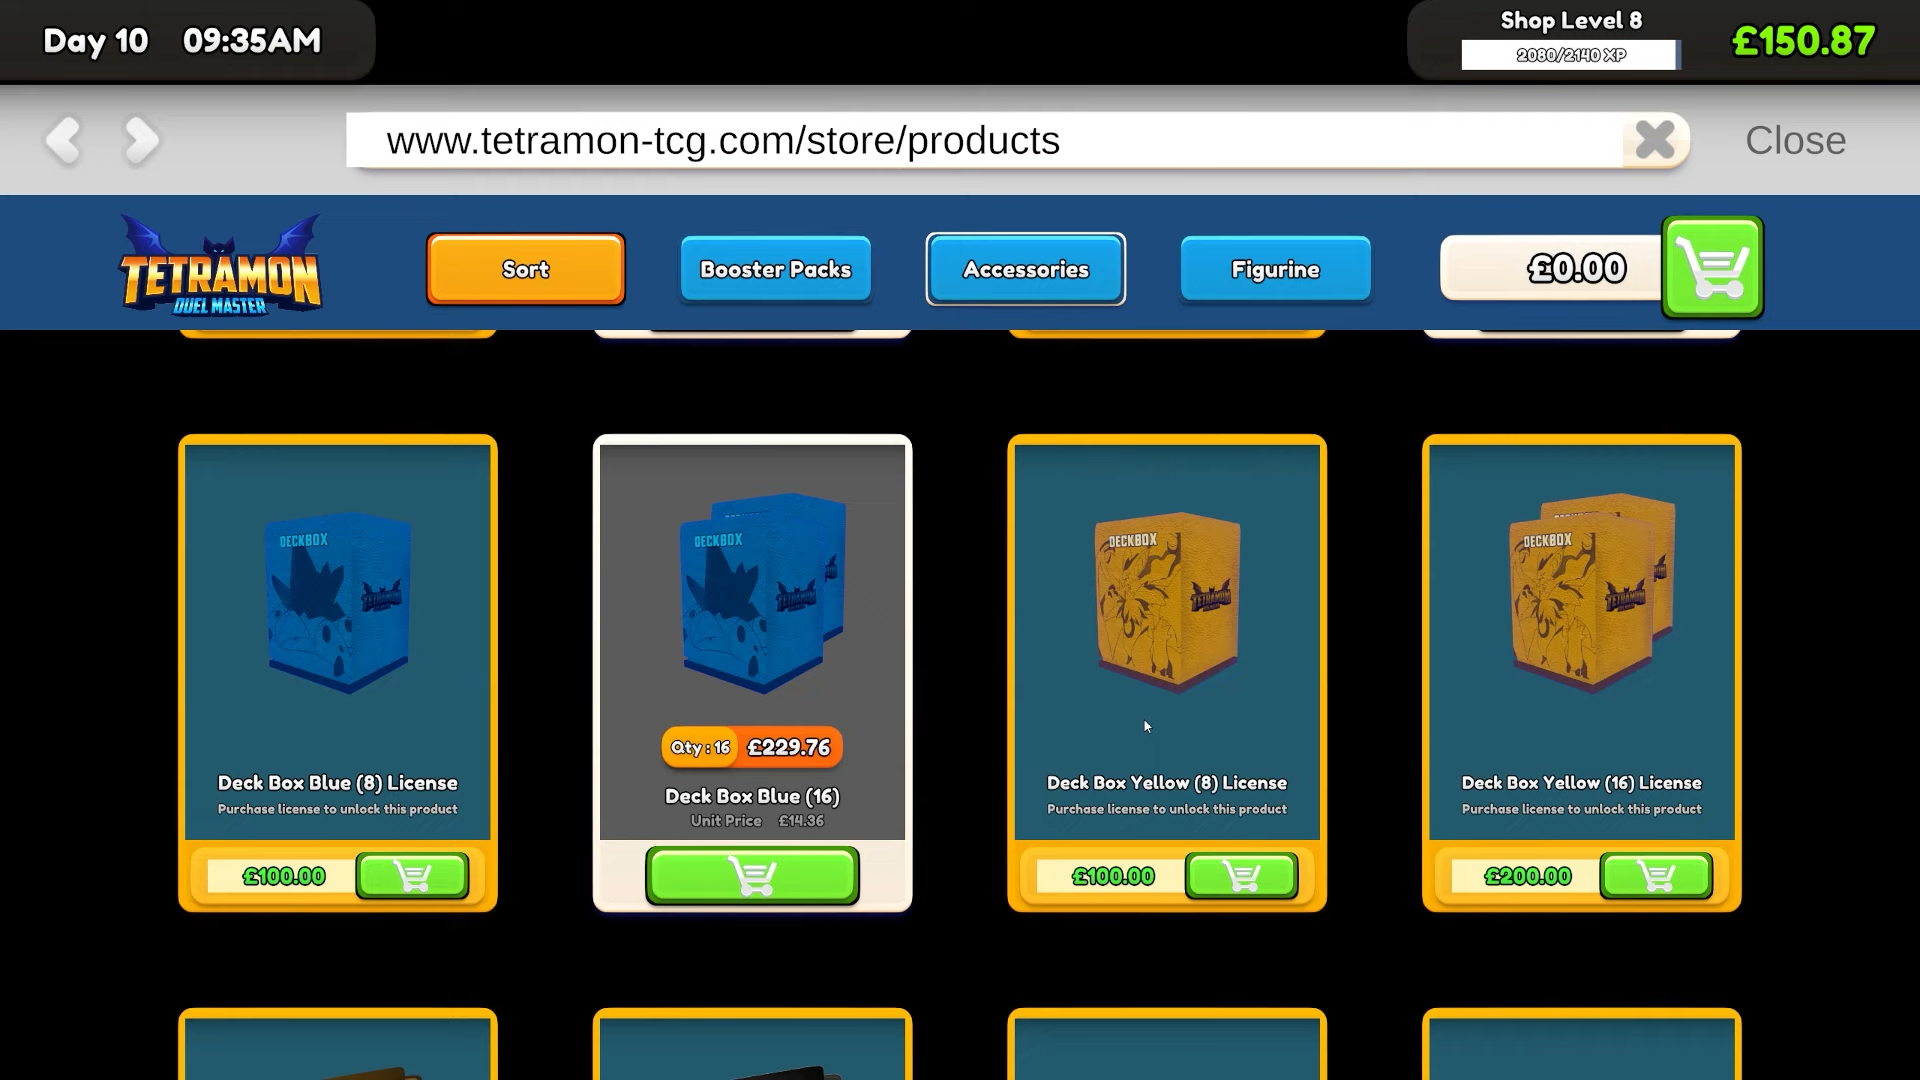 Day 10 09:35AM
Shop Level 8
2080/2140 XP
£150.87
www.tetramon-tcg.com/store/products
Close
TETRAMON
DUEL MASTER
Sort
Booster Packs
Accessories
Figurine
£0.00
DECKBOX
TETRAMON
Deck Box Blue (8) License
Purchase license to unlock this product
£100.00
DECKBOX
TETRAMON
Qty : 16 £229.76
Deck Box Blue (16)
Unit Price £14.36
DECKBOX
TETRAMON
Deck Box Yellow (8) License
Purchase license to unlock this product
£100.00
DECKBOX
TETRAMON
Deck Box Yellow (16) License
Purchase license to unlock this product
£200.00